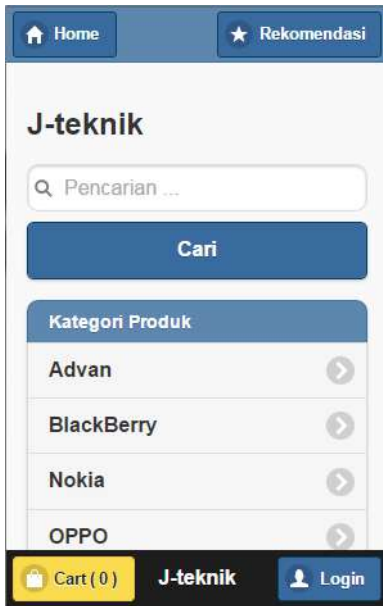 Home
Rekomendasi
J-teknik
Pencarian ...
Cari
Kategori Produk
Advan
BlackBerry
Nokia
OPPO
Cart ( 0 )
J-teknik
Login